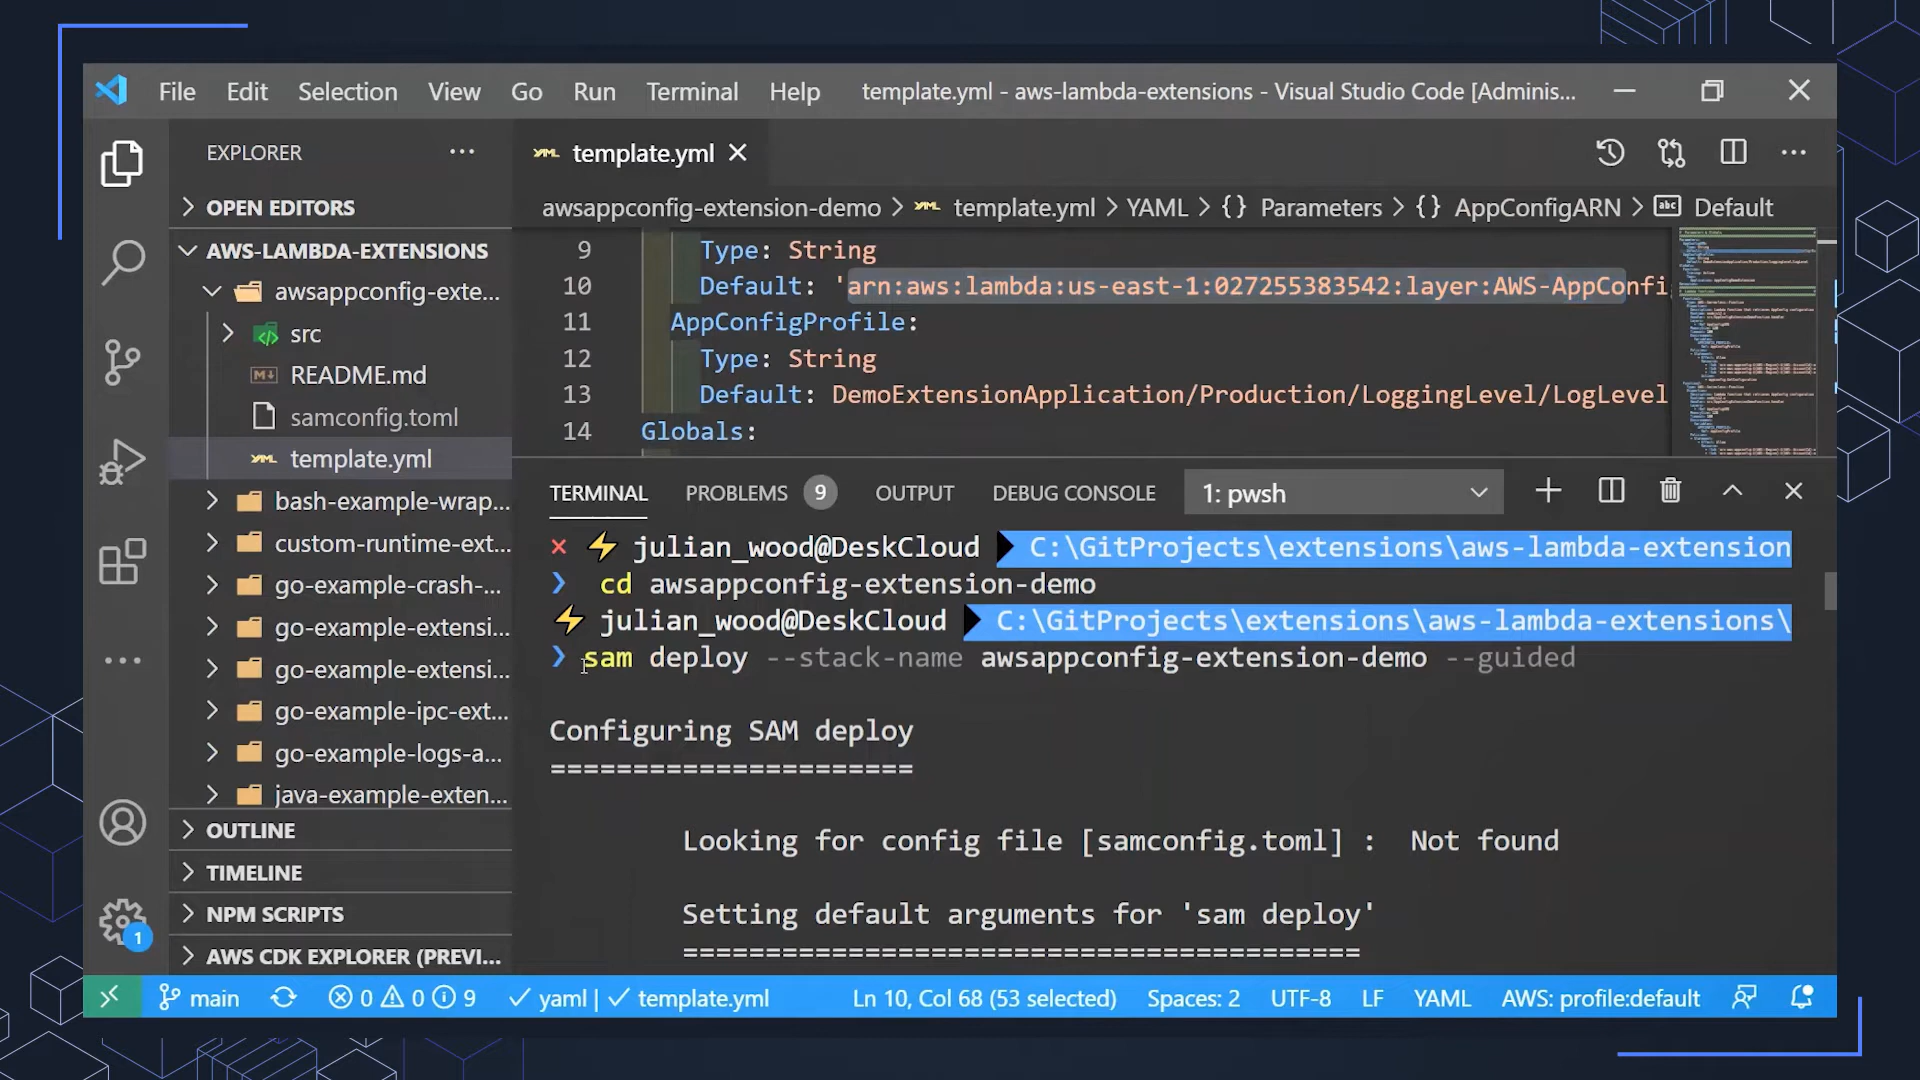 File Edit Selection View Go Run Terminal Help template.yml - aws-lambda-extensions - Visual Studio Code [Adminis...
EXPLORER
OPEN EDITORS
AWS-LAMBDA-EXTENSIONS
awsappconfig-exte...
src
README.md
samconfig.toml
template.yml
bash-example-wrap...
custom-runtime-ext...
go-example-crash-...
go-example-extensi...
go-example-extensi...
go-example-ipc-ext...
go-example-logs-a...
java-example-exten...
OUTLINE
TIMELINE
NPM SCRIPTS
AWS CDK EXPLORER (PREVI...
template.yml
awsappconfig-extension-demo > template.yml > YAML > {} Parameters > {} AppConfigARN > abc Default
9 Type: String
10 Default: 'arn:aws:lambda:us-east-1:027255383542:layer:AWS-AppConfi
11 AppConfigProfile:
12 Type: String
13 Default: DemoExtensionApplication/Production/LoggingLevel/LogLevel
14 Globals:
TERMINAL PROBLEMS 9 OUTPUT DEBUG CONSOLE 1: pwsh
julian_wood@DeskCloud C:\GitProjects\extensions\aws-lambda-extension
❯ cd awsappconfig-extension-demo
julian_wood@DeskCloud C:\GitProjects\extensions\aws-lambda-extensions\
❯ sam deploy --stack-name awsappconfig-extension-demo --guided
Configuring SAM deploy
======================
Looking for config file [samconfig.toml] : Not found
Setting default arguments for 'sam deploy'
=========================================
1
main 0 0 9 yaml | template.yml Ln 10, Col 68 (53 selected) Spaces: 2 UTF-8 LF YAML AWS: profile:default